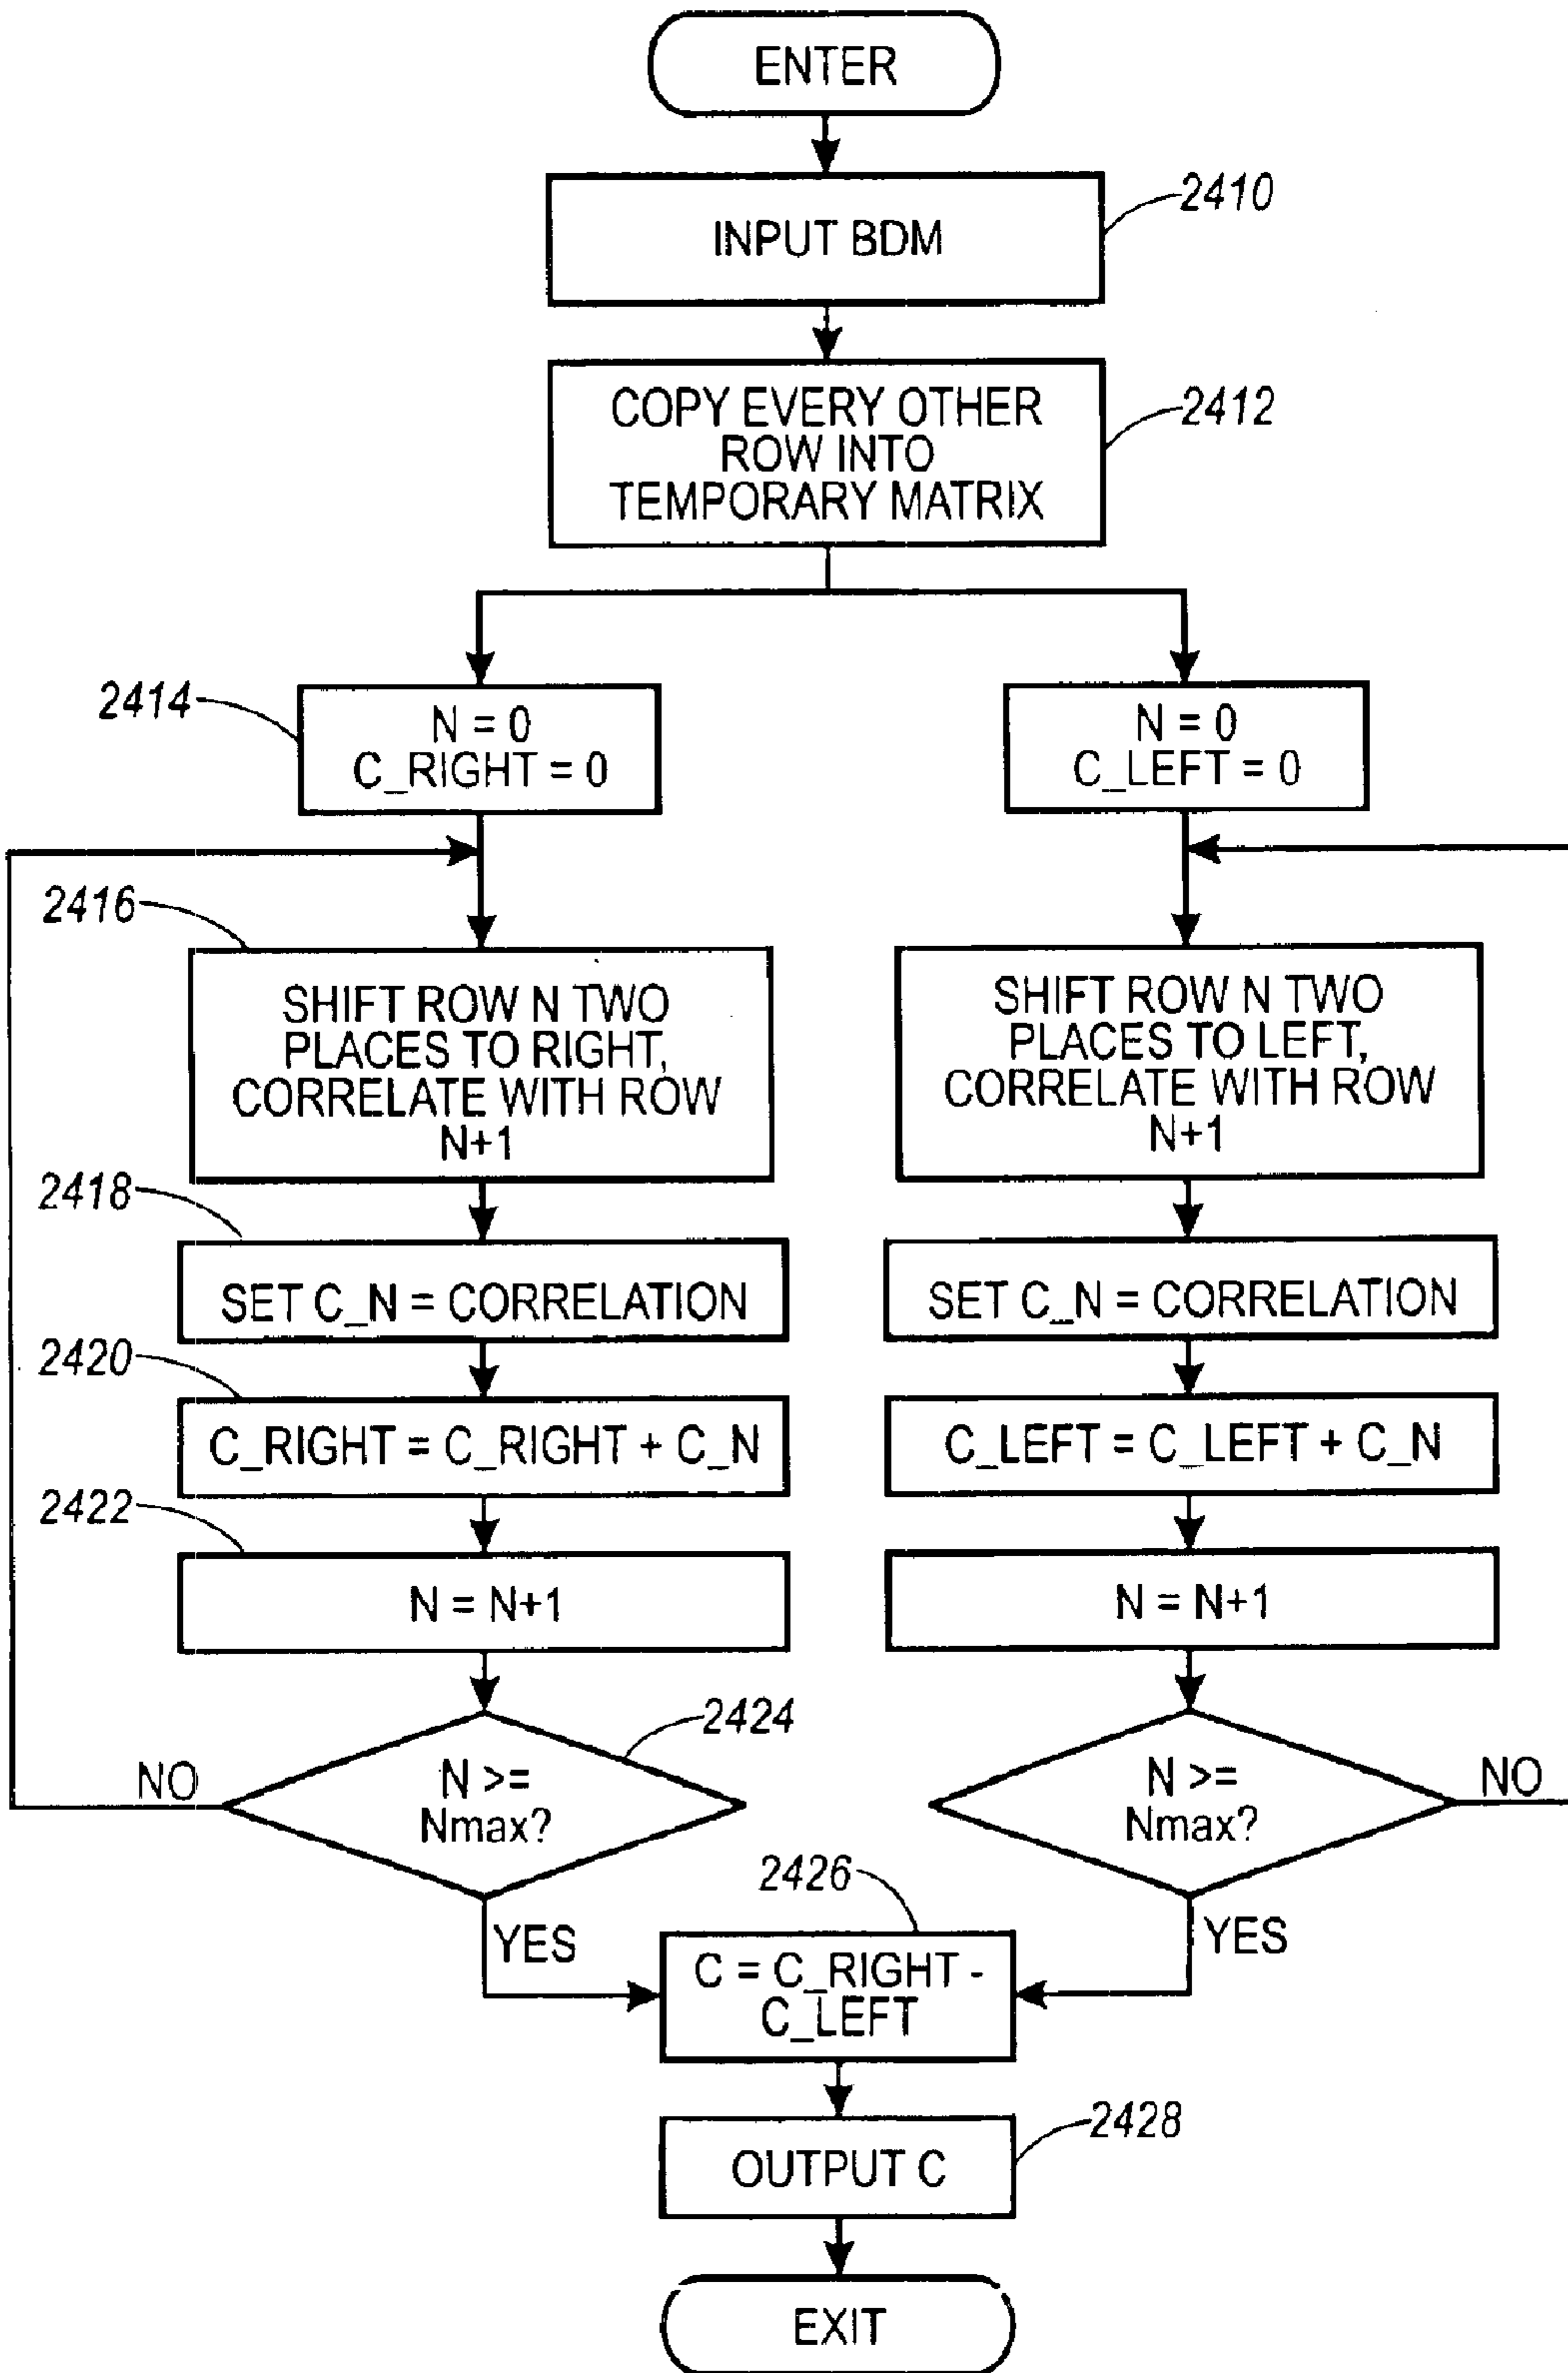 ENTER
INPUT BDM
2410
COPY EVERY OTHER
ROW INTO
TEMPORARY MATRIX
2412
2414
N = 0
C_RIGHT = 0
N = 0
C_LEFT = 0
2416
SHIFT ROW N TWO
PLACES TO RIGHT,
CORRELATE WITH ROW
N+1
SHIFT ROW N TWO
PLACES TO LEFT,
CORRELATE WITH ROW
N+1
2418
SET C_N = CORRELATION
SET C_N = CORRELATION
2420
C_RIGHT = C_RIGHT + C_N
C_LEFT = C_LEFT + C_N
2422
N = N+1
N = N+1
2424
N >=
Nmax?
NO
N >=
Nmax?
NO
2426
YES
YES
C = C_RIGHT -
C_LEFT
2428
OUTPUT C
EXIT